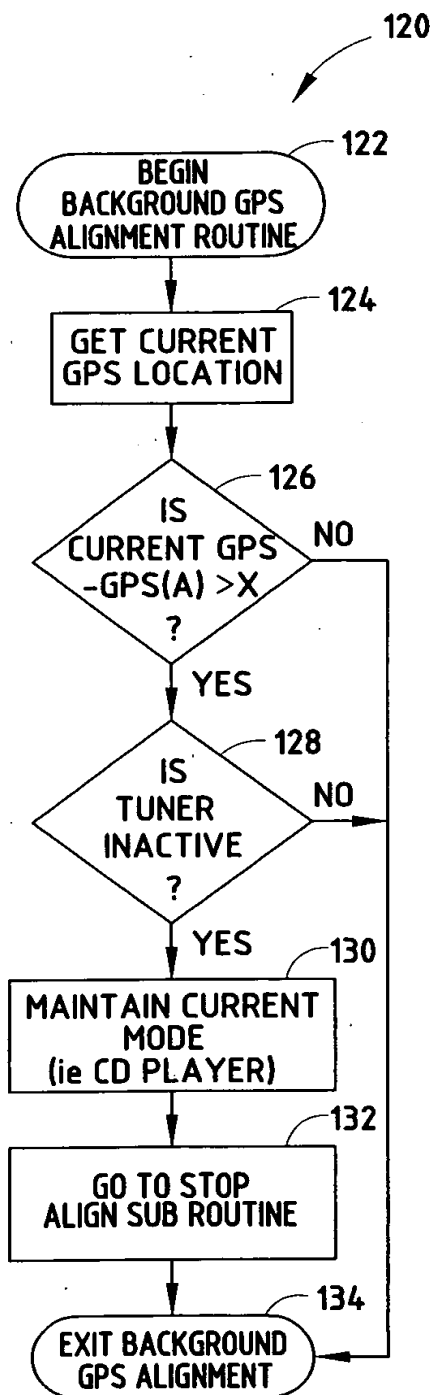 120
122
BEGIN
BACKGROUND GPS
ALIGNMENT ROUTINE
124
GET CURRENT
GPS LOCATION
126
IS
CURRENT GPS
-GPS(A) >X
?
NO
YES
128
IS
TUNER
INACTIVE
?
NO
YES
130
MAINTAIN CURRENT
MODE
(ie CD PLAYER)
132
GO TO STOP
ALIGN SUB ROUTINE
134
EXIT BACKGROUND
GPS ALIGNMENT